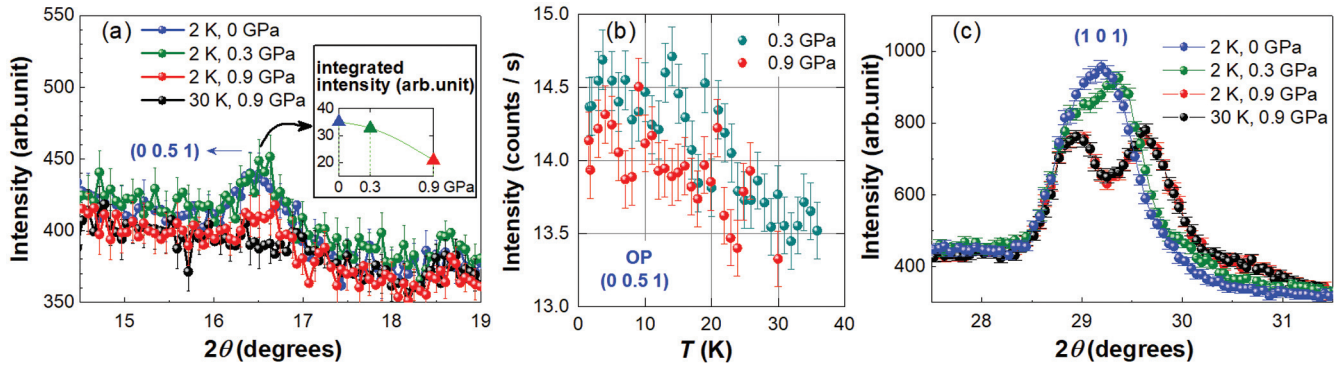 (a)
2 K, 0 GPa
2 K, 0.3 GPa
2 K, 0.9 GPa
30 K, 0.9 GPa
integrated
intensity (arb.unit)
40
30
20
0 0.3 0.9 GPa
(0 0.5 1)
Intensity (arb.unit)
550
500
450
400
350
15 16 17 18 19
2θ (degrees)
(b)
0.3 GPa
0.9 GPa
OP
(0 0.5 1)
Intensity (counts / s)
15.0
14.5
14.0
13.5
13.0
0 10 20 30 40
T (K)
(c)
(1 0 1)
2 K, 0 GPa
2 K, 0.3 GPa
2 K, 0.9 GPa
30 K, 0.9 GPa
Intensity (arb.unit)
1000
800
600
400
28 29 30 31
2θ (degrees)